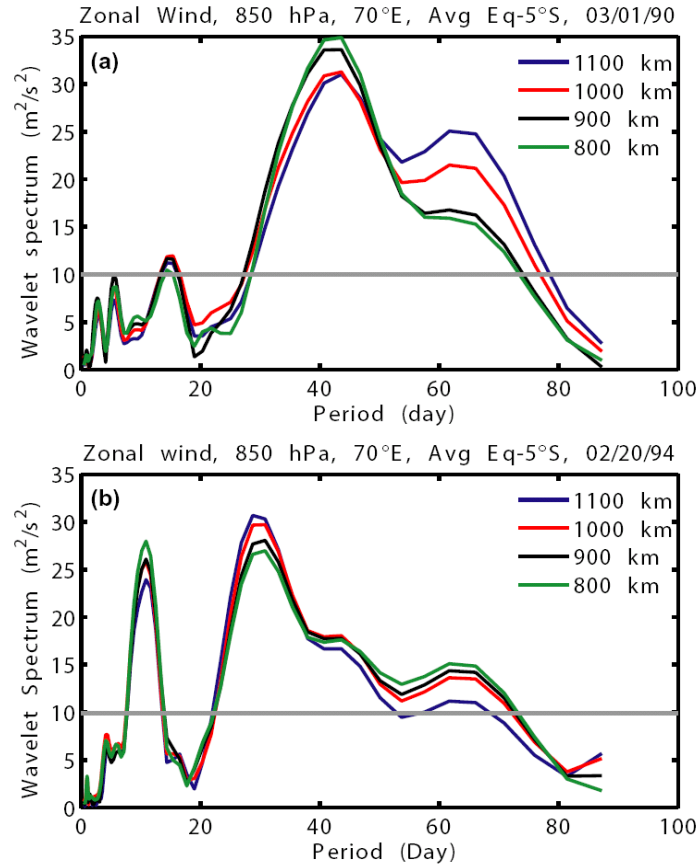 Zonal Wind, 850 hPa, 70°E, Avg Eq-5°S, 03/01/90
(a)
1100 km
1000 km
900 km
800 km
Wavelet spectrum (m²/s²)
35
30
25
20
15
10
5
0
0 20 40 60 80 100
Period (day)
Zonal wind, 850 hPa, 70°E, Avg Eq-5°S, 02/20/94
(b)
1100 km
1000 km
900 km
800 km
Wavelet Spectrum (m²/s²)
35
30
25
20
15
10
5
0
0 20 40 60 80 100
Period (Day)